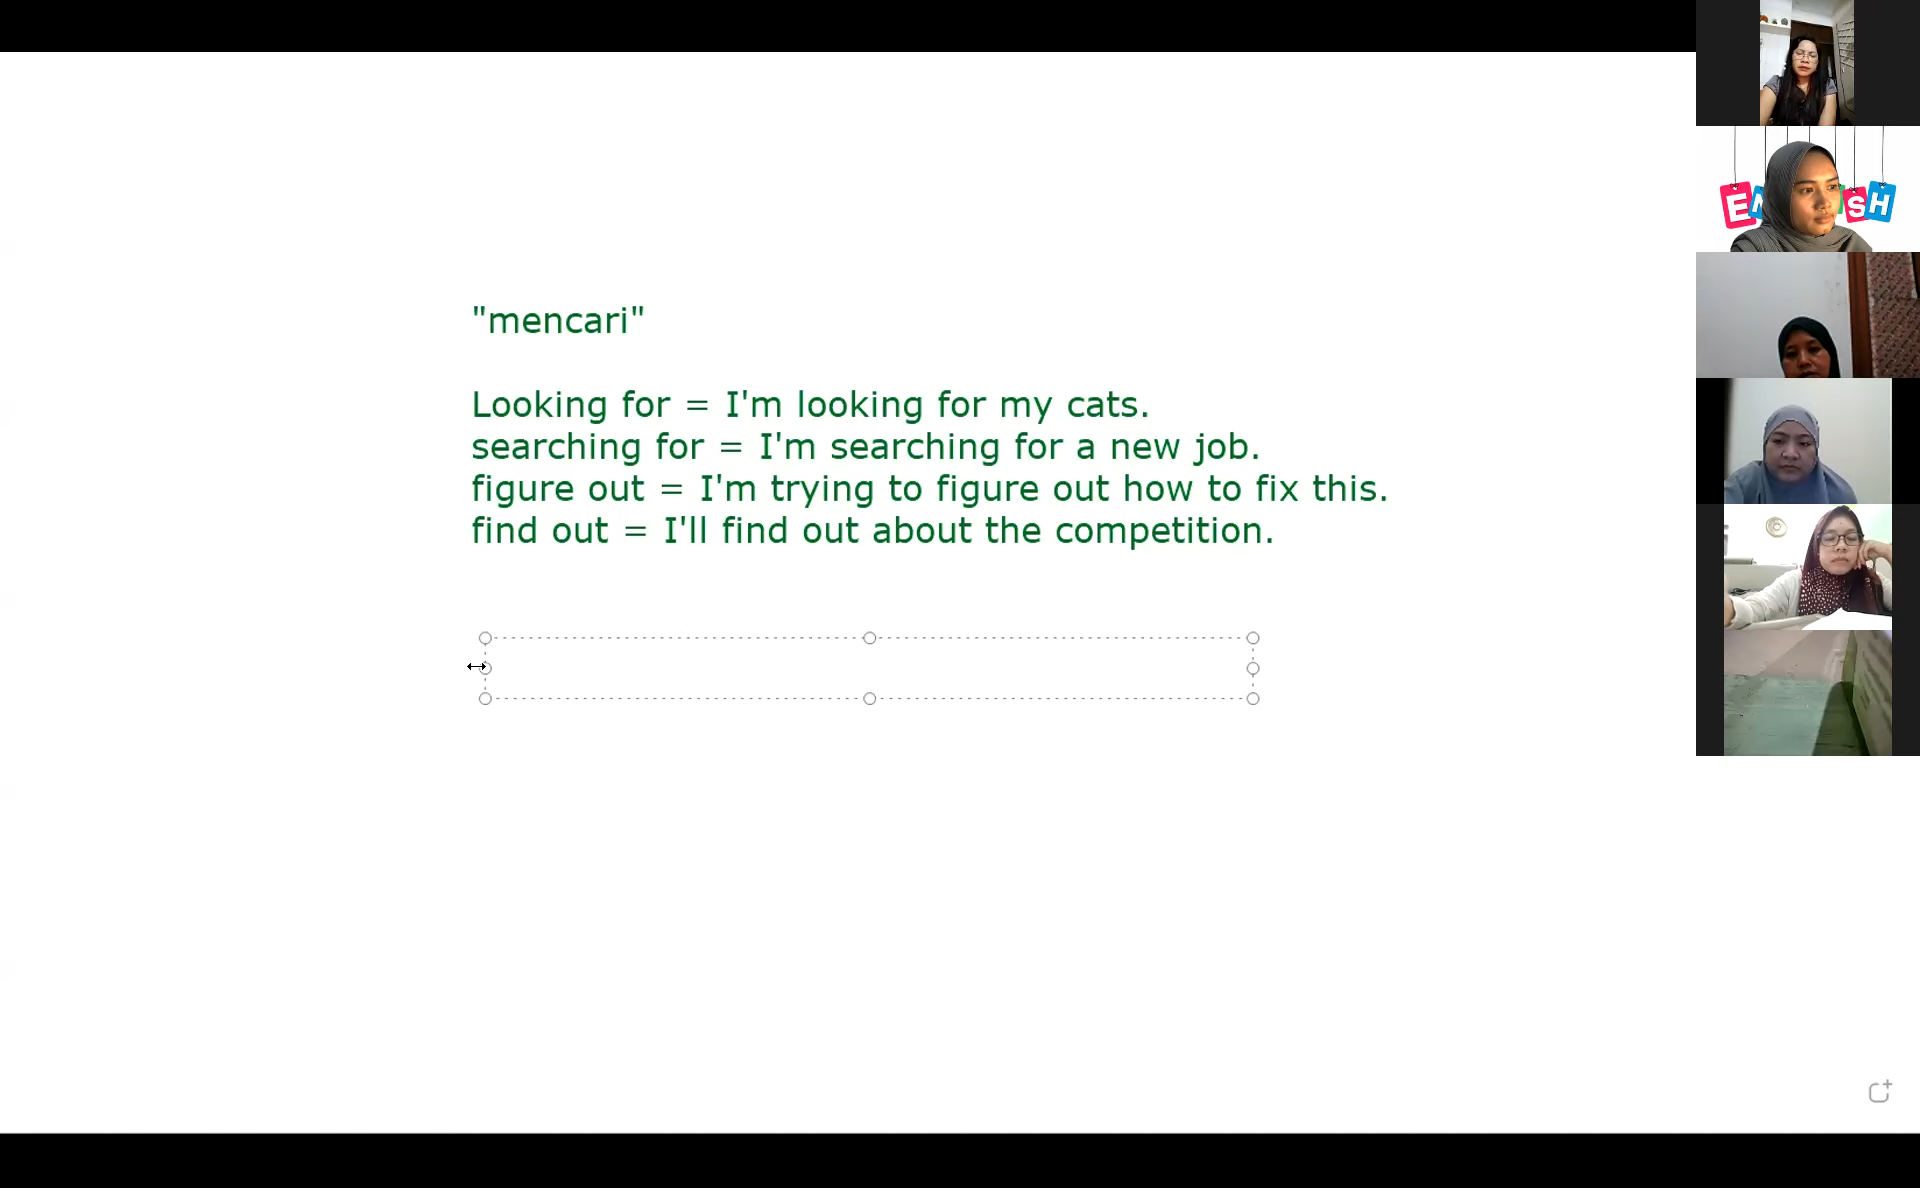 "mencari"
Looking for = I'm looking for my cats.
searching for = I'm searching for a new job.
figure out = I'm trying to figure out how to fix this.
find out = I'll find out about the competition.
E
SH